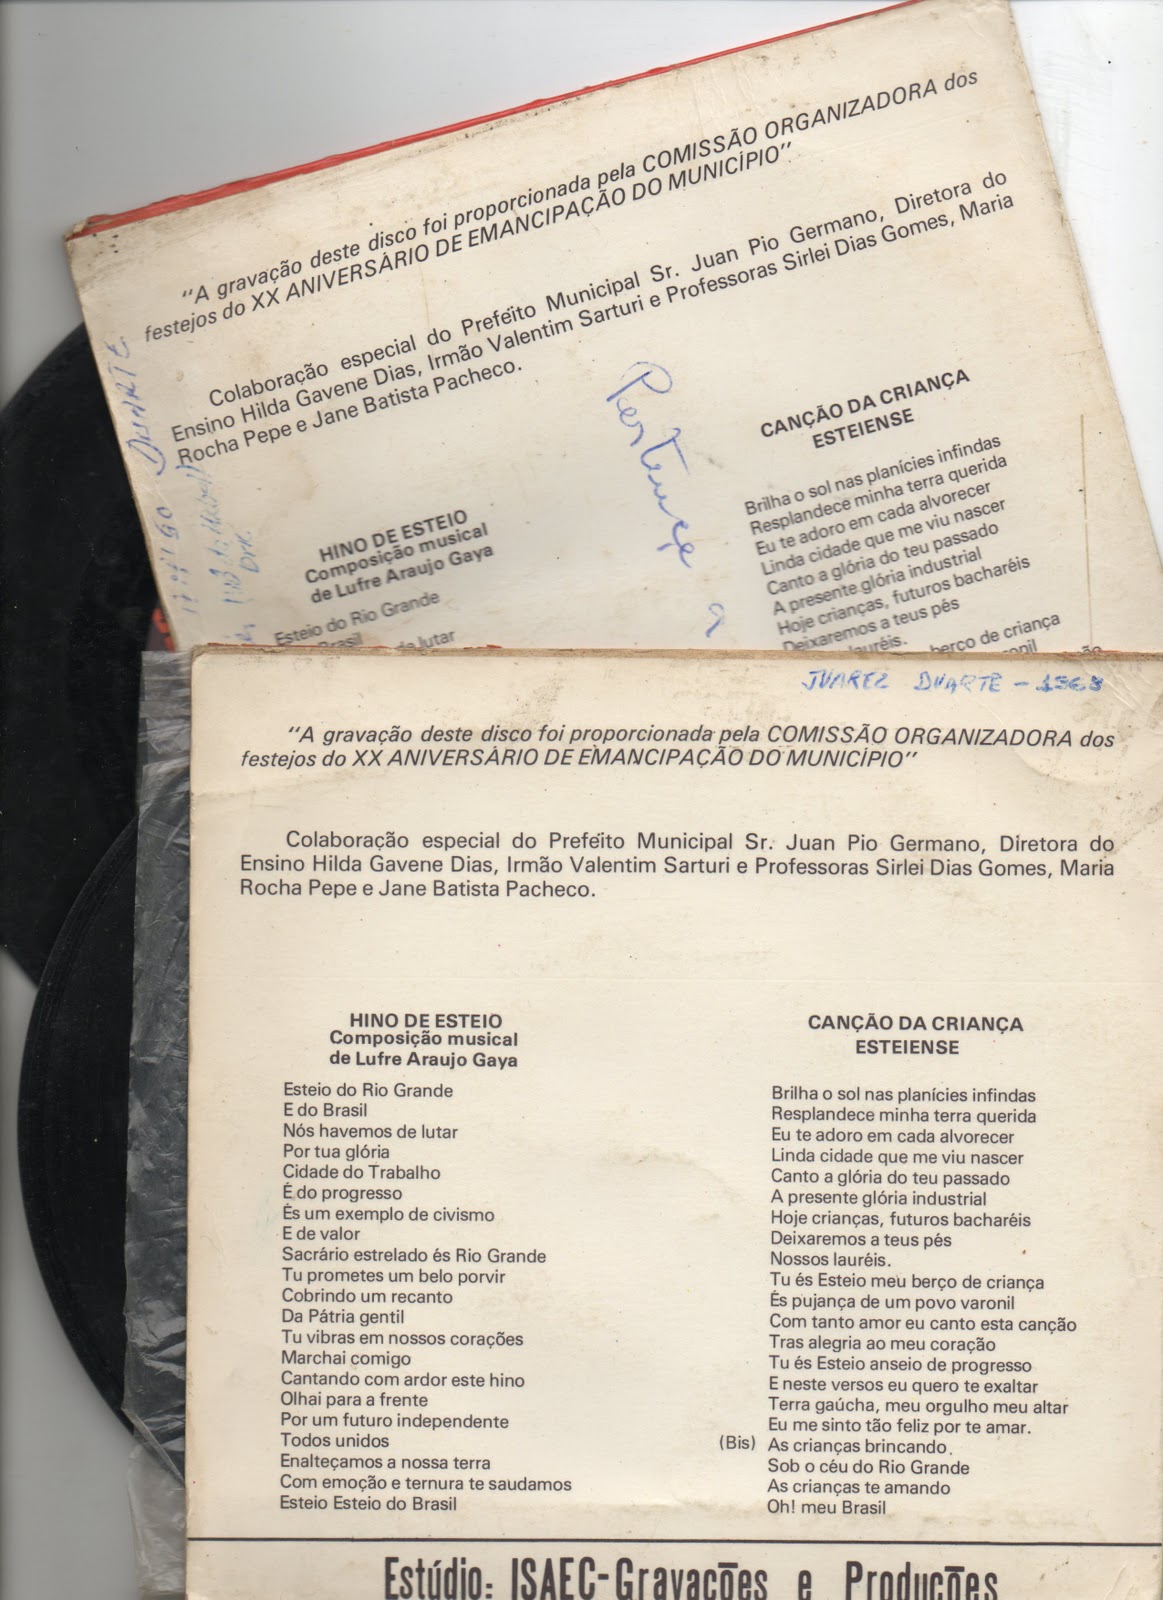 "A gravação deste disco foi proporcionada pela COMISSÃO ORGANIZADORA dos
festejos do XX ANIVERSÁRIO DE EMANCIPAÇÃO DO MUNICÍPIO"
Colaboração especial do Prefeito Municipal Sr. Juan Pio Germano, Diretora do
Ensino Hilda Gavene Dias, Irmão Valentim Sarturi e Professoras Sirlei Dias Gomes, Maria
Rocha Pepe e Jane Batista Pacheco.
DUARTE
Pertence a
HINO DE ESTEIO
Composição musical
de Lufre Araujo Gaya
Esteio do Rio Grande
Brasil
de lutar
CANÇÃO DA CRIANÇA
ESTEIENSE
Brilha o sol nas planícies infindas
Resplandece minha terra querida
Eu te adoro em cada alvorecer
Linda cidade que me viu nascer
Canto a glória do teu passado
A presente glória industrial
Hoje crianças, futuros bacharéis
Deixaremos a teus pés
lauréis.
berço de criança
JUAREZ DUARTE - 1968
"A gravação deste disco foi proporcionada pela COMISSÃO ORGANIZADORA dos
festejos do XX ANIVERSÁRIO DE EMANCIPAÇÃO DO MUNICÍPIO"
Colaboração especial do Prefeito Municipal Sr. Juan Pio Germano, Diretora do
Ensino Hilda Gavene Dias, Irmão Valentim Sarturi e Professoras Sirlei Dias Gomes, Maria
Rocha Pepe e Jane Batista Pacheco.
HINO DE ESTEIO
Composição musical
de Lufre Araujo Gaya
Esteio do Rio Grande
E do Brasil
Nós havemos de lutar
Por tua glória
Cidade do Trabalho
É do progresso
És um exemplo de civismo
E de valor
Sacrário estrelado és Rio Grande
Tu prometes um belo porvir
Cobrindo um recanto
Da Pátria gentil
Tu vibras em nossos corações
Marchai comigo
Cantando com ardor este hino
Olhai para a frente
Por um futuro independente
Todos unidos
Enalteçamos a nossa terra
Com emoção e ternura te saudamos
Esteio Esteio do Brasil
CANÇÃO DA CRIANÇA
ESTEIENSE
Brilha o sol nas planícies infindas
Resplandece minha terra querida
Eu te adoro em cada alvorecer
Linda cidade que me viu nascer
Canto a glória do teu passado
A presente glória industrial
Hoje crianças, futuros bacharéis
Deixaremos a teus pés
Nossos lauréis.
Tu és Esteio meu berço de criança
És pujança de um povo varonil
Com tanto amor eu canto esta canção
Tras alegria ao meu coração
Tu és Esteio anseio de progresso
E neste versos eu quero te exaltar
Terra gaúcha, meu orgulho meu altar
Eu me sinto tão feliz por te amar.
(Bis) As crianças brincando.
Sob o céu do Rio Grande
As crianças te amando
Oh! meu Brasil
Estúdio: ISAEC-Gravações e Produções